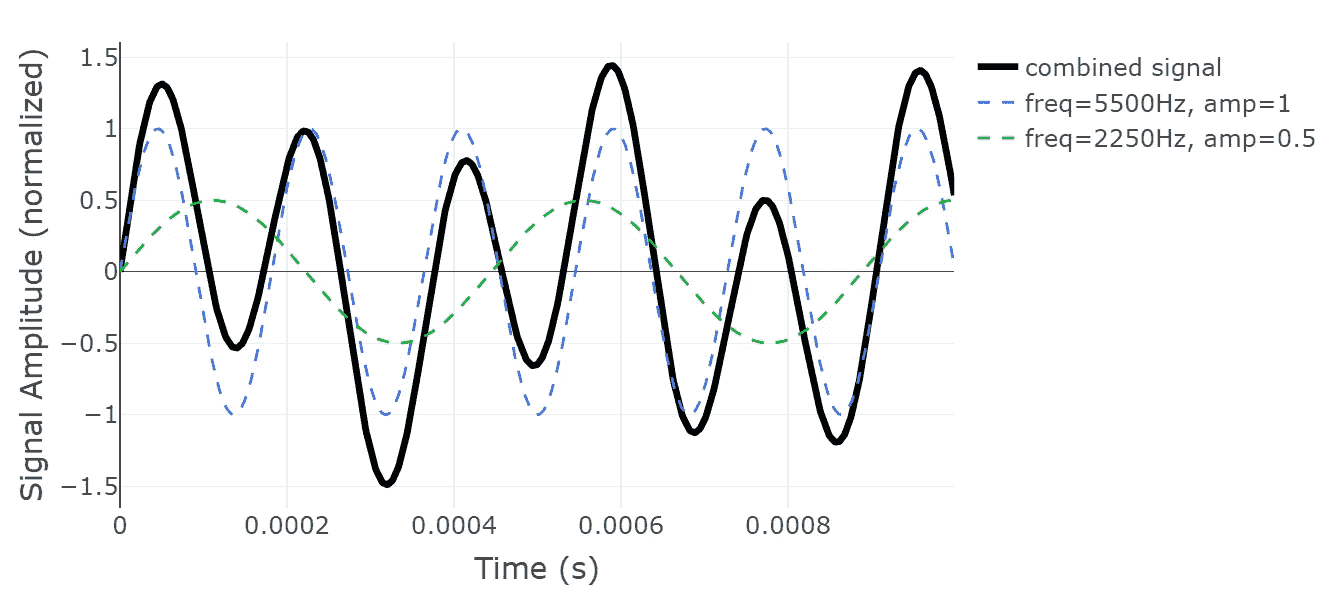 Signal Amplitude (normalized)
1.5
1
0.5
0
−0.5
−1
−1.5
0
0.0002
0.0004
0.0006
0.0008
Time (s)
combined signal
freq=5500Hz, amp=1
freq=2250Hz, amp=0.5